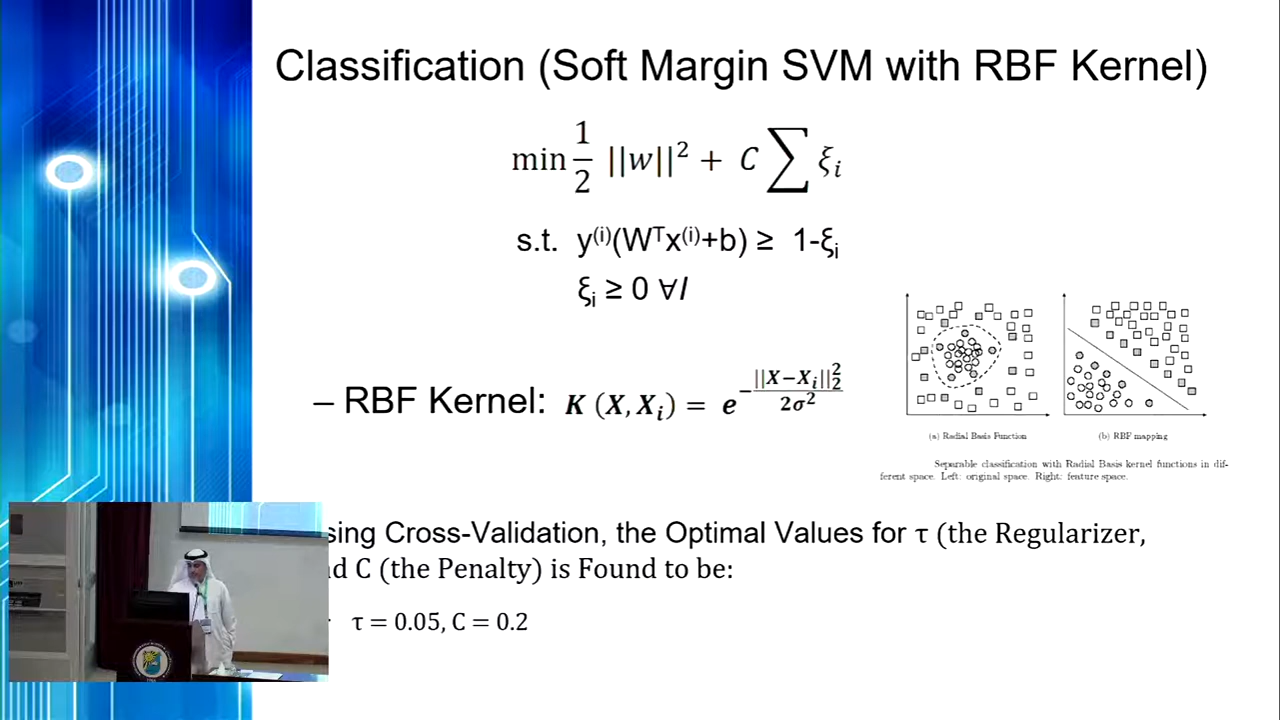 Classification (Soft Margin SVM with RBF Kernel)
min 1/2 ||w||² + C ∑ ξᵢ
s.t. y⁽ⁱ⁾(Wᵀx⁽ⁱ⁾+b) ≥ 1-ξᵢ
ξᵢ ≥ 0 ∀I
– RBF Kernel: K (X, Xᵢ) = e^(-||X−Xᵢ||₂² / 2σ²)
(a) Radial Basis Function
(b) RBF mapping
Separable classification with Radial Basis kernel functions in dif-
ferent space. Left: original space. Right: feature space.
sing Cross-Validation, the Optimal Values for τ (the Regularizer,
d C (the Penalty) is Found to be:
τ = 0.05, C = 0.2